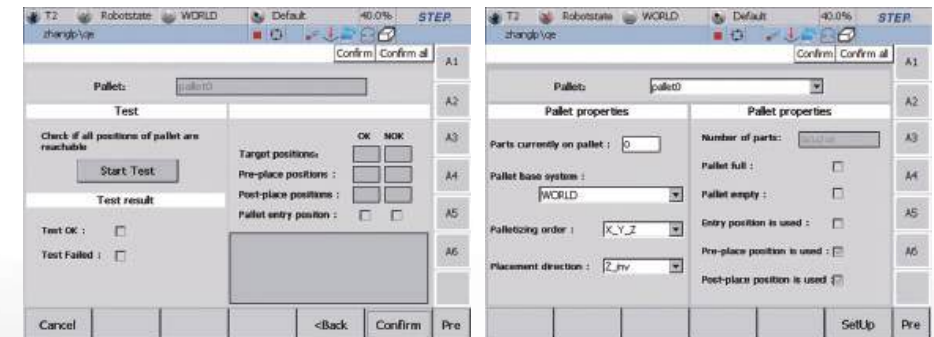 T2 Robotstate WORLD Default 40.0% STEP
zhanglp\qe
Confirm Confirm all
Pallet: pallet0
Test
Check if all positions of pallet are
reachable
Start Test
Test result
Test OK :
Test Failed :
OK NOK
Target positions:
Pre-place positions :
Post-place positions :
Pallet entry position :
A1
A2
A3
A4
A5
A6
Cancel <Back Confirm Pre
T2 Robotstate WORLD Default 40.0% STEP
zhanglp\qe
Confirm Confirm all
Pallet: pallet0
Pallet properties
Parts currently on pallet : 0
Pallet base system :
WORLD
Palletizing order : X_Y_Z
Placement direction : Z_inv
Pallet properties
Number of parts:
Pallet full :
Pallet empty :
Entry position is used :
Pre-place position is used :
Post-place position is used :
A1
A2
A3
A4
A5
A6
SetUp Pre